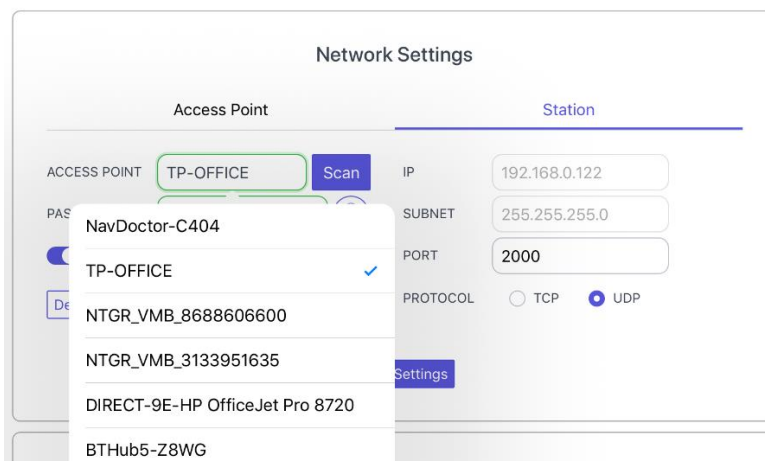 Network Settings
Access Point
Station
ACCESS POINT
TP-OFFICE
Scan
IP
192.168.0.122
SUBNET
255.255.255.0
PORT
2000
PROTOCOL
TCP
UDP
Settings
NavDoctor-C404
TP-OFFICE
NTGR_VMB_8688606600
NTGR_VMB_3133951635
DIRECT-9E-HP OfficeJet Pro 8720
BTHub5-Z8WG